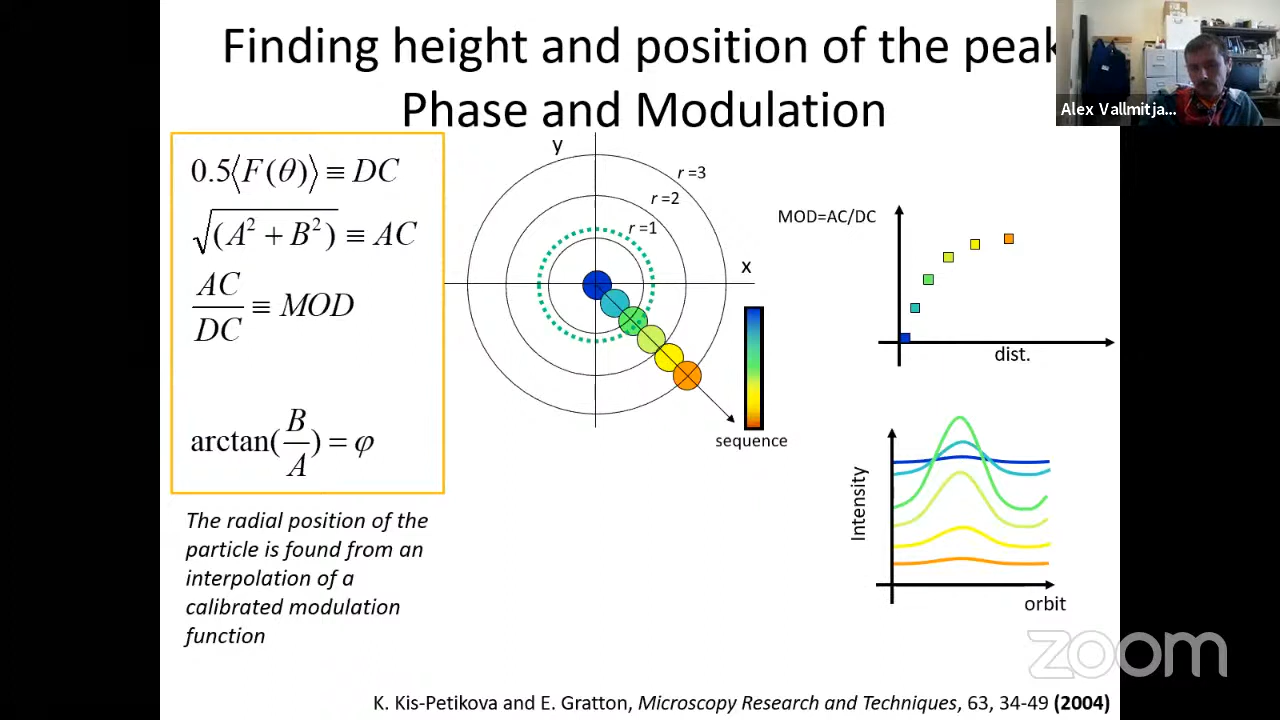 Finding height and position of the peak
Phase and Modulation
Alex Vallmitja...
0.5⟨F(θ)⟩ ≡ DC
√(A² + B²) ≡ AC
AC/DC ≡ MOD
arctan(B/A) = φ
The radial position of the
particle is found from an
interpolation of a
calibrated modulation
function
y
r =3
r =2
r =1
x
sequence
MOD=AC/DC
dist.
Intensity
orbit
zoom
K. Kis-Petikova and E. Gratton, Microscopy Research and Techniques, 63, 34-49 (2004)